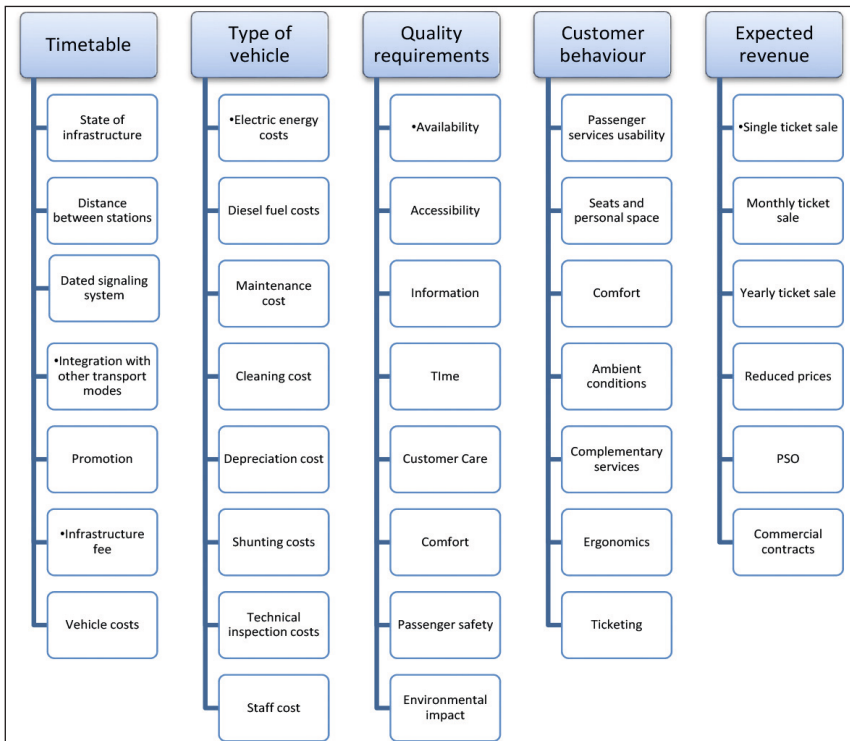 Timetable
State of
infrastructure
Distance
between stations
Dated signaling
system
•Integration with
other transport
modes
Promotion
•Infrastructure
fee
Vehicle costs
Type of
vehicle
•Electric energy
costs
Diesel fuel costs
Maintenance
cost
Cleaning cost
Depreciation cost
Shunting costs
Technical
inspection costs
Staff cost
Quality
requirements
•Availability
Accessibility
Information
TIme
Customer Care
Comfort
Passenger safety
Environmental
impact
Customer
behaviour
Passenger
services usability
Seats and
personal space
Comfort
Ambient
conditions
Complementary
services
Ergonomics
Ticketing
Expected
revenue
•Single ticket sale
Monthly ticket
sale
Yearly ticket sale
Reduced prices
PSO
Commercial
contracts